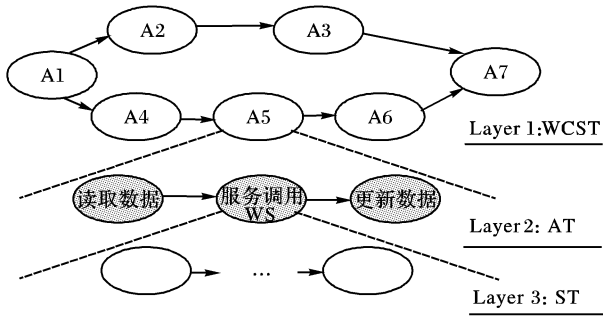 A2
A3
A1
A7
A4
A5
A6
Layer 1:WCST
读取数据
服务调用
WS
更新数据
Layer 2: AT
...
Layer 3: ST